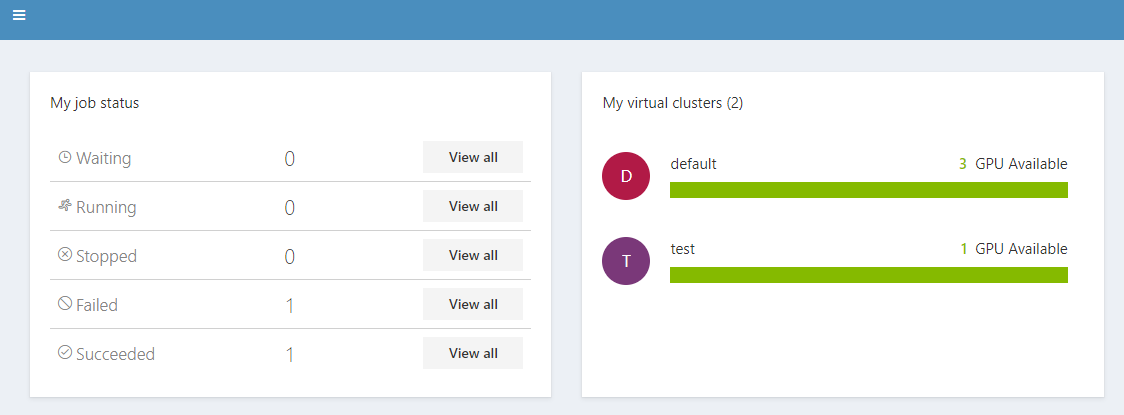 My job status
Waiting 0 View all
Running 0 View all
Stopped 0 View all
Failed 1 View all
Succeeded 1 View all
My virtual clusters (2)
D default 3 GPU Available
T test 1 GPU Available